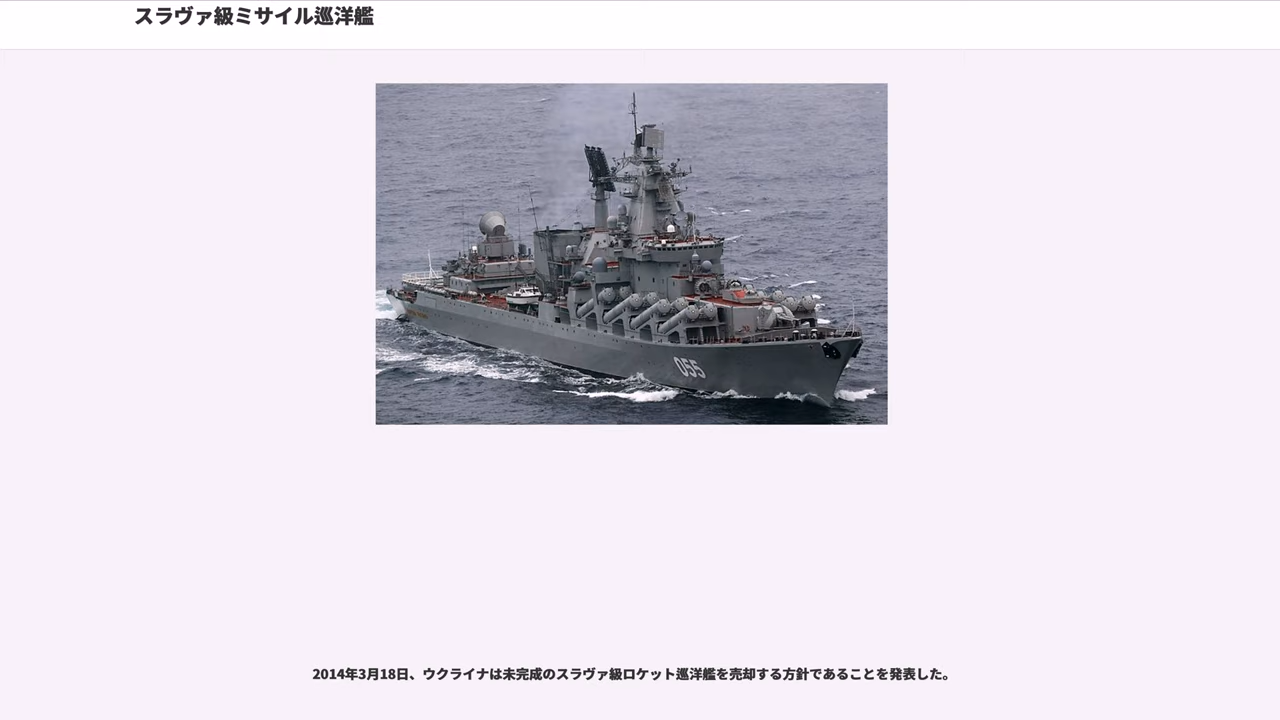 スラヴァ級ミサイル巡洋艦
055
2014年3月18日、ウクライナは未完成のスラヴァ級ロケット巡洋艦を売却する方針であることを発表した。